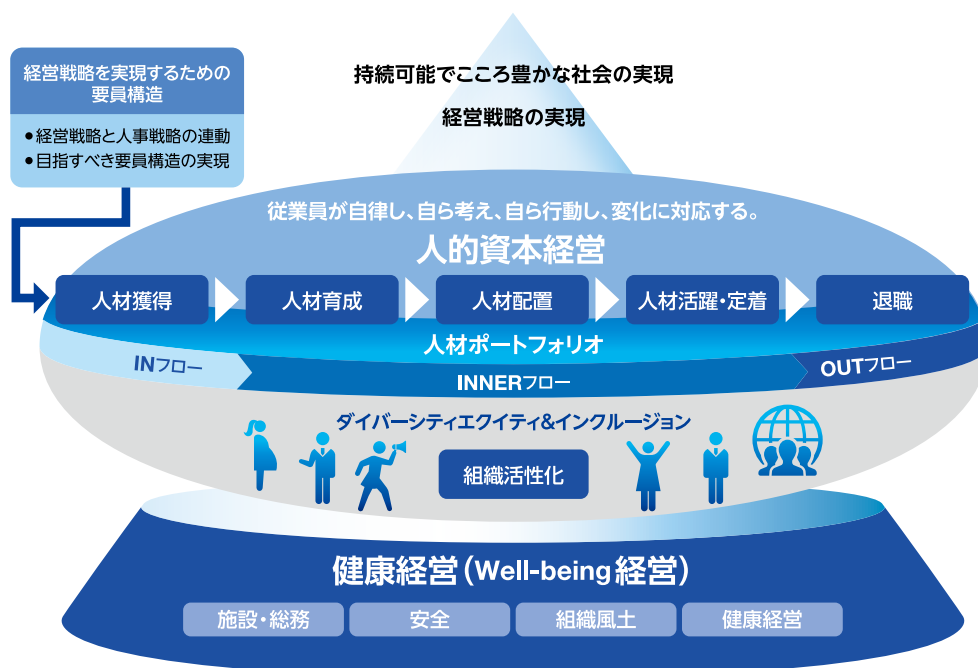 持続可能でこころ豊かな社会の実現
経営戦略の実現
経営戦略を実現するための
要員構造
●経営戦略と人事戦略の連動
●目指すべき要員構造の実現
従業員が自律し、自ら考え、自ら行動し、変化に対応する。
人的資本経営
人材獲得
人材育成
人材配置
人材活躍・定着
退職
人材ポートフォリオ
INフロー
INNERフロー
OUTフロー
ダイバーシティエクイティ&インクルージョン
組織活性化
健康経営(Well-being 経営)
施設・総務
安全
組織風土
健康経営